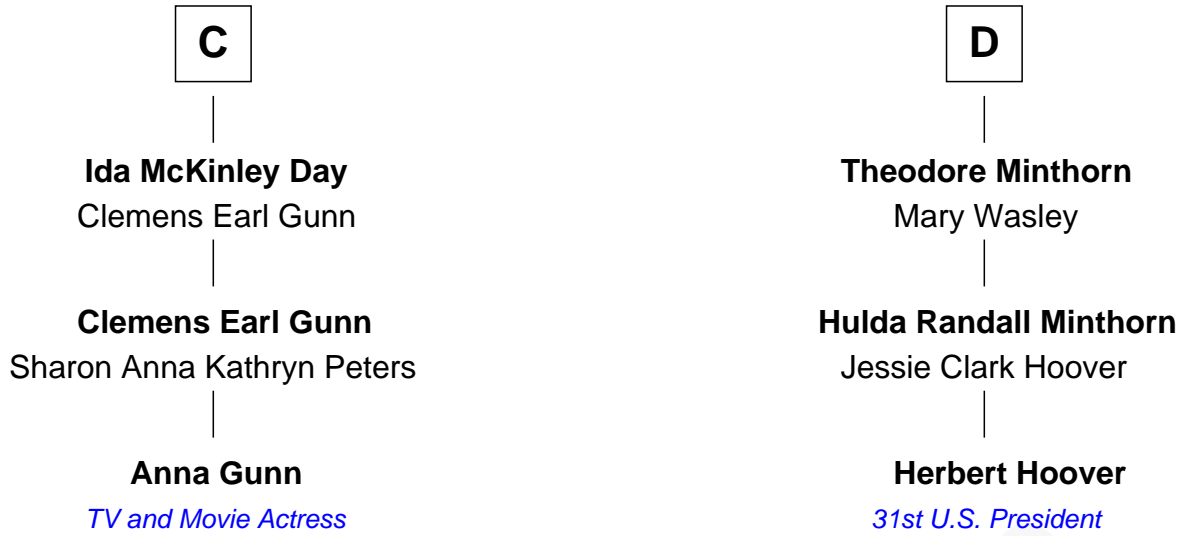 C
Ida McKinley Day
Clemens Earl Gunn
Clemens Earl Gunn
Sharon Anna Kathryn Peters
Anna Gunn
TV and Movie Actress
D
Theodore Minthorn
Mary Wasley
Hulda Randall Minthorn
Jessie Clark Hoover
Herbert Hoover
31st U.S. President